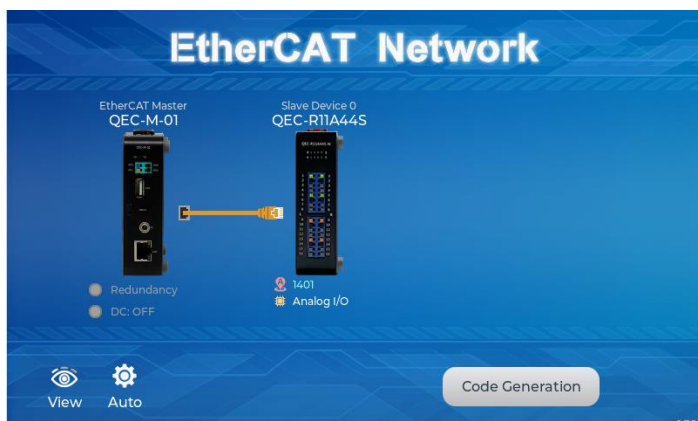 EtherCAT Network
EtherCAT Master
QEC-M-01
Slave Device 0
QEC-R11A44S
Redundancy
DC: OFF
1401
Analog I/O
View
Auto
Code Generation